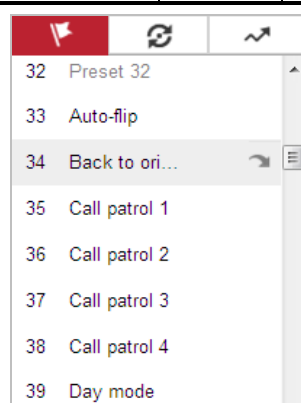 32 Preset 32
33 Auto-flip
34 Back to ori...
35 Call patrol 1
36 Call patrol 2
37 Call patrol 3
38 Call patrol 4
39 Day mode